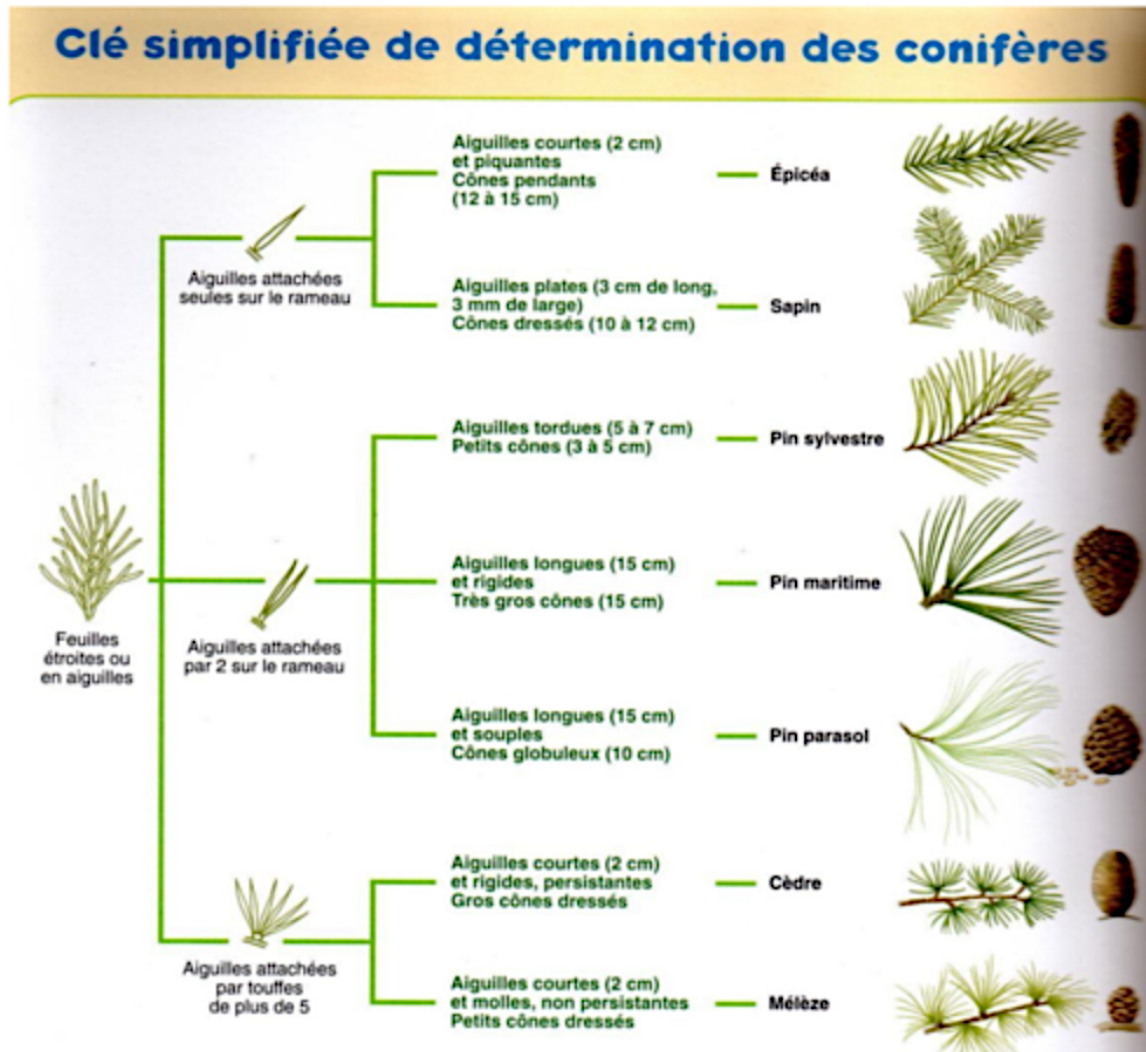 Clé simplifiée de détermination des conifères
Aiguilles courtes (2 cm)
et piquantes
Cônes pendants
(12 à 15 cm)
Épicéa
Aiguilles attachées
seules sur le rameau
Aiguilles plates (3 cm de long,
3 mm de large)
Cônes dressés (10 à 12 cm)
Sapin
Aiguilles tordues (5 à 7 cm)
Petits cônes (3 à 5 cm)
Pin sylvestre
Feuilles
étroites ou
en aiguilles
Aiguilles attachées
par 2 sur le rameau
Aiguilles longues (15 cm)
et rigides
Très gros cônes (15 cm)
Pin maritime
Aiguilles longues (15 cm)
et souples
Cônes globuleux (10 cm)
Pin parasol
Aiguilles attachées
par touffes
de plus de 5
Aiguilles courtes (2 cm)
et rigides, persistantes
Gros cônes dressés
Cèdre
Aiguilles courtes (2 cm)
et molles, non persistantes
Petits cônes dressés
Mélèze